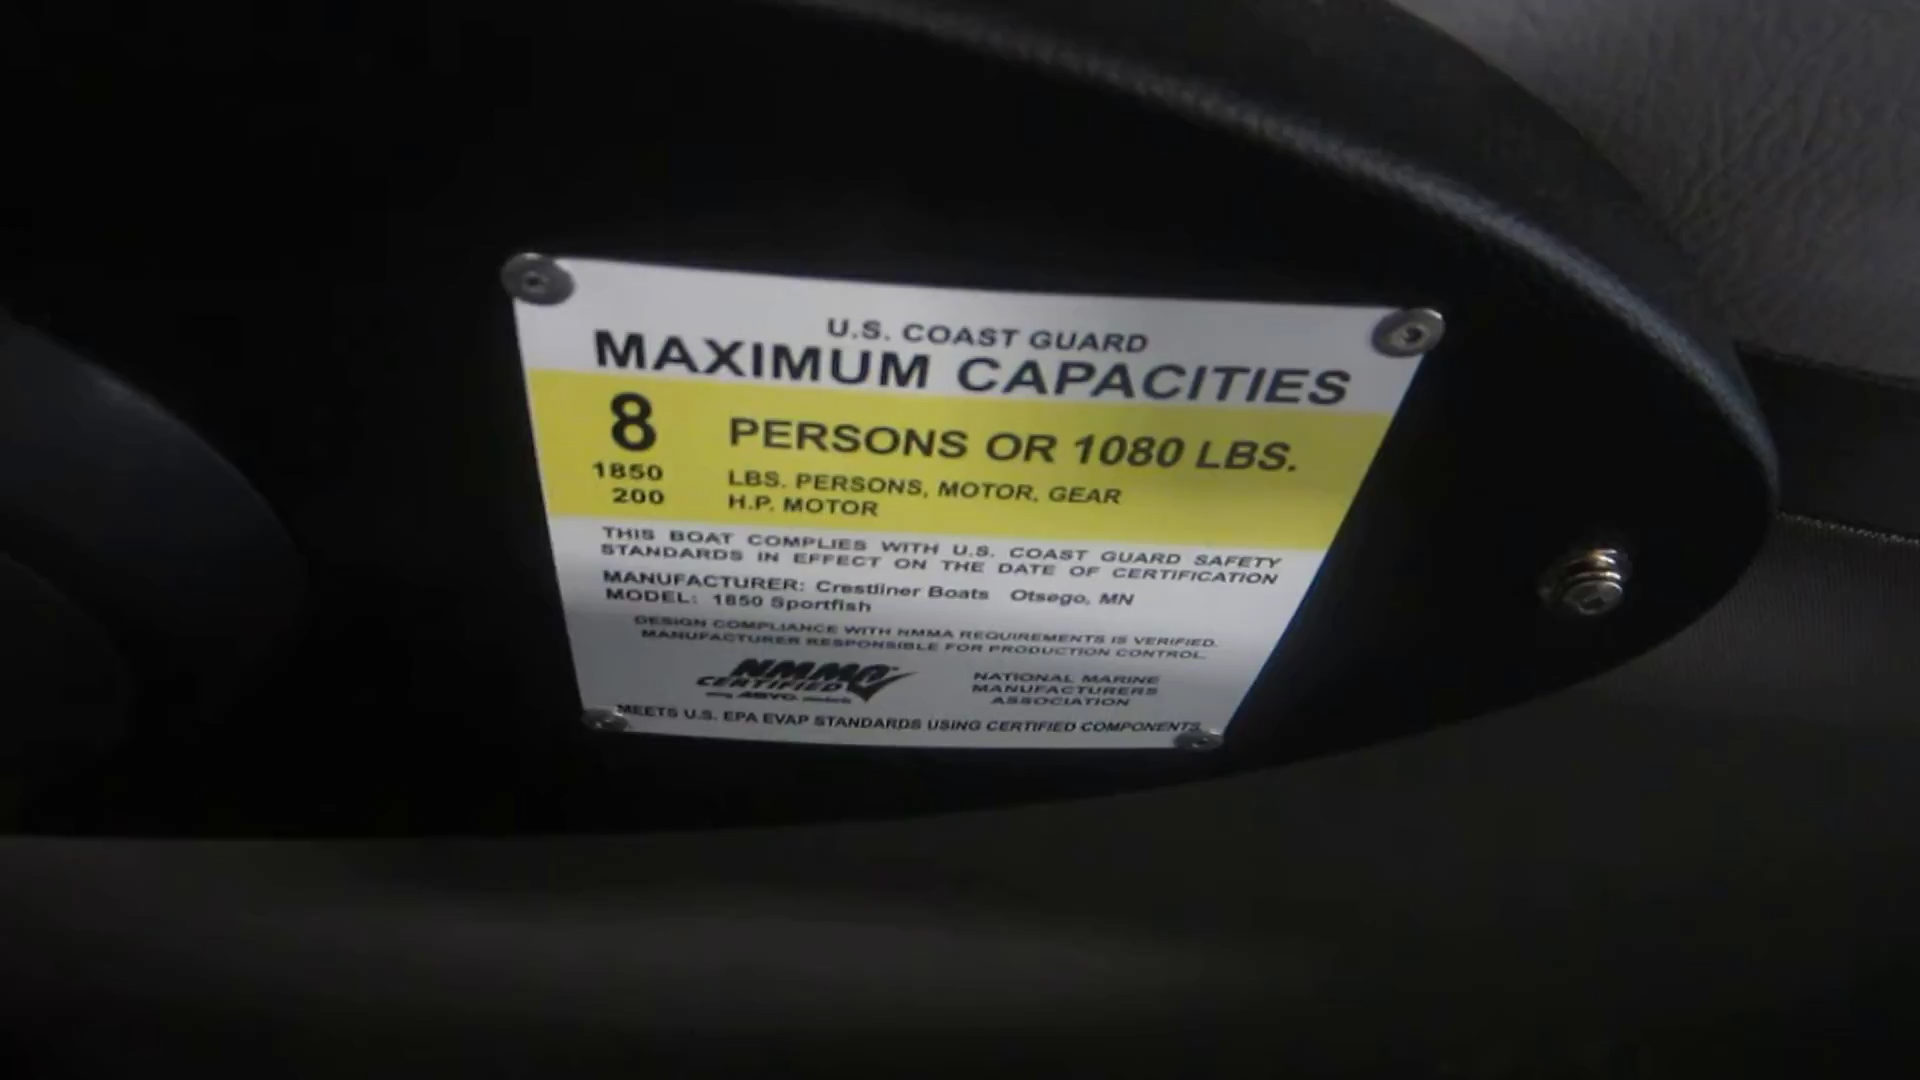 U.S. COAST GUARD
MAXIMUM CAPACITIES
8 PERSONS OR 1080 LBS.
1850 LBS. PERSONS, MOTOR, GEAR
200 H.P. MOTOR
THIS BOAT COMPLIES WITH U.S. COAST GUARD SAFETY
STANDARDS IN EFFECT ON THE DATE OF CERTIFICATION
MANUFACTURER: Crestliner Boats Otsego, MN
MODEL: 1850 Sportfish
DESIGN COMPLIANCE WITH NMMA REQUIREMENTS IS VERIFIED.
MANUFACTURER RESPONSIBLE FOR PRODUCTION CONTROL.
NMMA
CERTIFIED
NATIONAL MARINE
MANUFACTURERS
ASSOCIATION
MEETS U.S. EPA EVAP STANDARDS USING CERTIFIED COMPONENTS